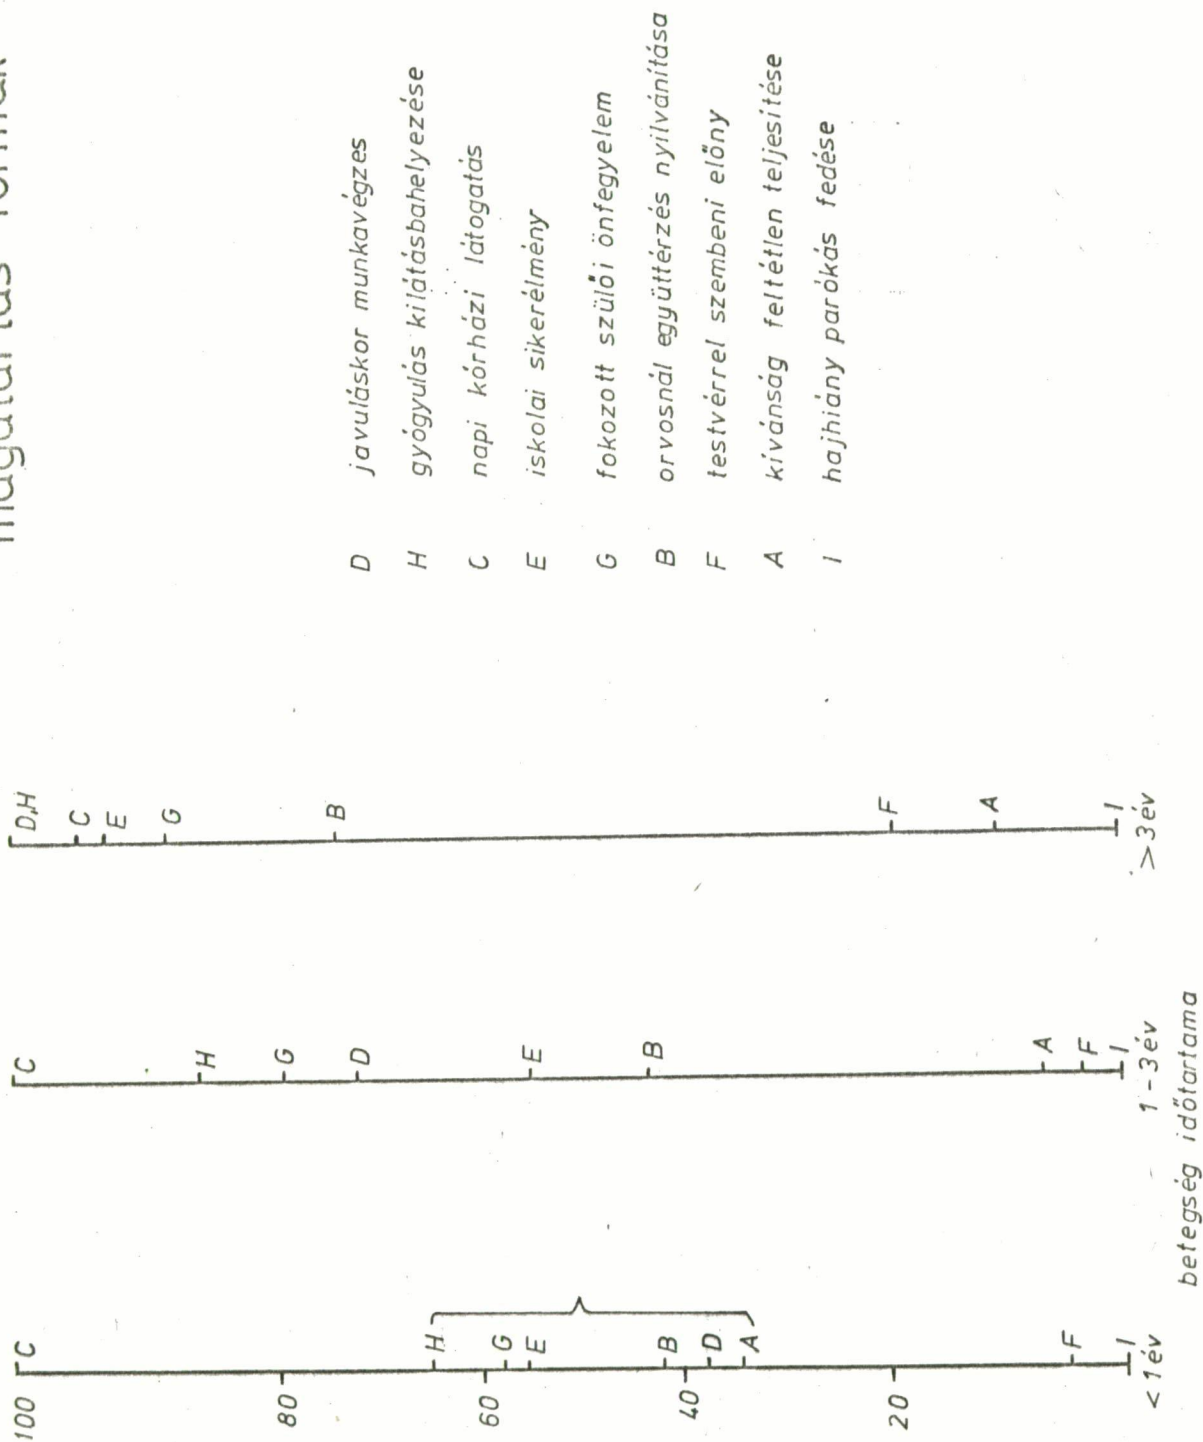 magatartás formák
D javuláskor munkavégzes
H gyógyulás kilátásbahelyezése
C napi kórházi látogatás
E iskolai sikerélmény
G fokozott szülői önfegyelem
B orvosnál együttérzés nyilvánítása
F testvérrel szembeni előny
A kívánság feltétlen teljesítése
I hajhiány parókás fedése
100
80
60
40
20
C
H
G
E
B
D
A
F
I
< 1 év
C
H
G
D
E
B
A
F
I
1 - 3 év
D,H
C
E
G
B
F
A
I
> 3 év
betegség időtartama